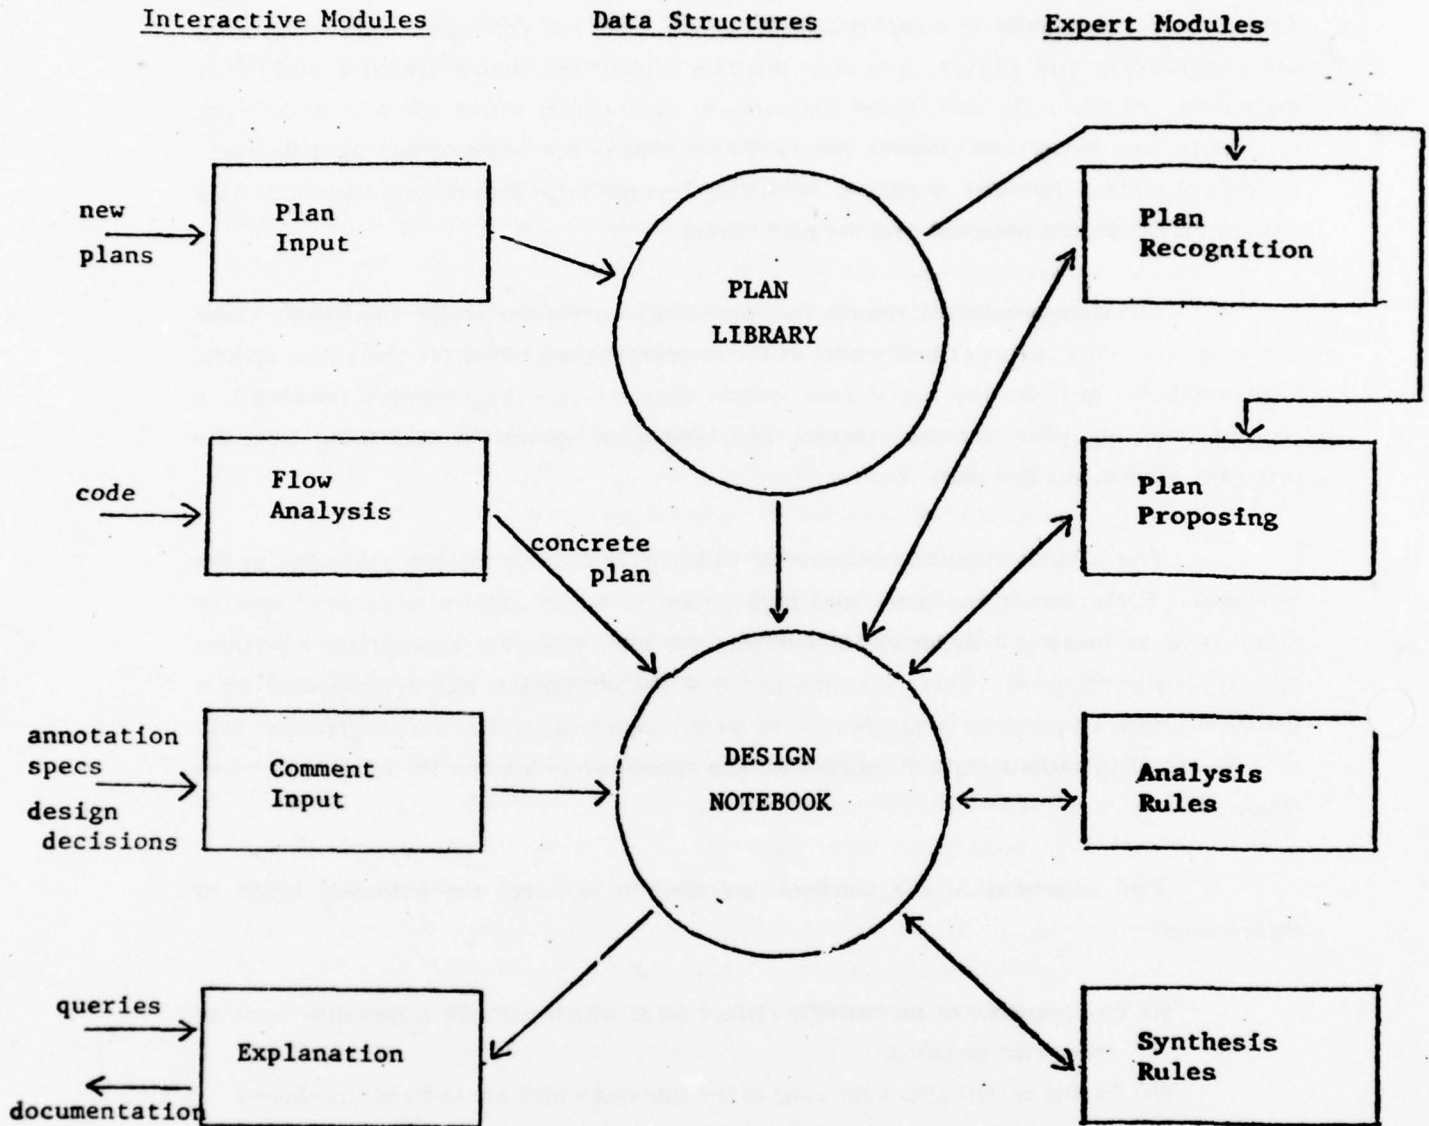 Interactive Modules
Data Structures
Expert Modules
new
plans
Plan
Input
PLAN
LIBRARY
Plan
Recognition
code
Flow
Analysis
concrete
plan
Plan
Proposing
annotation
specs
design
decisions
Comment
Input
DESIGN
NOTEBOOK
Analysis
Rules
queries
documentation
Explanation
Synthesis
Rules